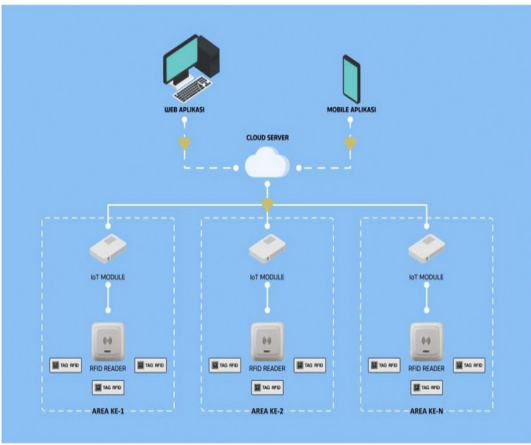 WEB APLIKASI
MOBILE APLIKASI
CLOUD SERVER
IoT MODULE
IoT MODULE
IoT MODULE
RFID READER
TAG RFID
TAG RFID
TAG RFID
AREA KE-1
RFID READER
TAG RFID
TAG RFID
TAG RFID
AREA KE-2
RFID READER
TAG RFID
TAG RFID
TAG RFID
AREA KE-N